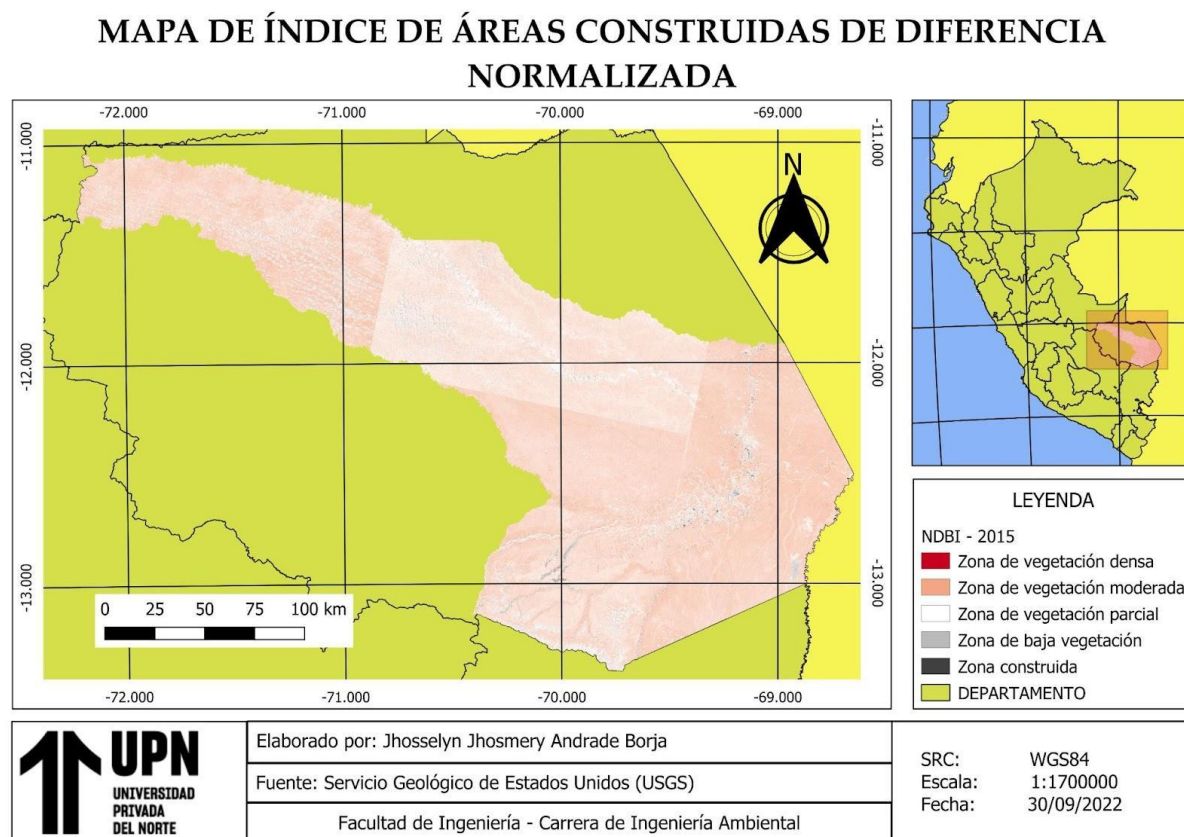 MAPA DE ÍNDICE DE ÁREAS CONSTRUIDAS DE DIFERENCIA
NORMALIZADA
-72.000 -71.000 -70.000 -69.000
-11.000 -11.000
N
-12.000 -12.000
-13.000 -13.000
0 25 50 75 100 km
-72.000 -71.000 -70.000 -69.000
LEYENDA
NDBI - 2015
Zona de vegetación densa
Zona de vegetación moderada
Zona de vegetación parcial
Zona de baja vegetación
Zona construida
DEPARTAMENTO
UPN
UNIVERSIDAD
PRIVADA
DEL NORTE
Elaborado por: Jhosselyn Jhosmery Andrade Borja
Fuente: Servicio Geológico de Estados Unidos (USGS)
Facultad de Ingeniería - Carrera de Ingeniería Ambiental
SRC: WGS84
Escala: 1:1700000
Fecha: 30/09/2022